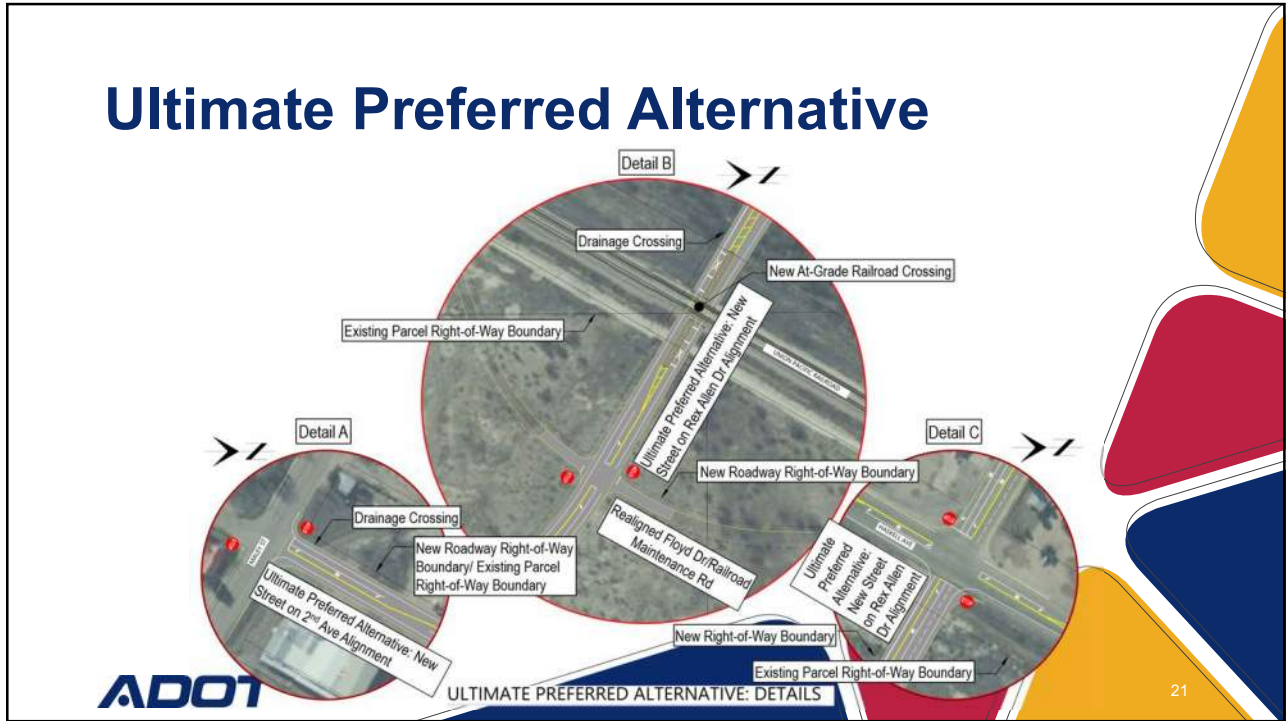 Ultimate Preferred Alternative
Detail B
Drainage Crossing
New At-Grade Railroad Crossing
Existing Parcel Right-of-Way Boundary
UNION PACIFIC RAILROAD
Ultimate Preferred Alternative: New
Street on Rex Allen Dr Alignment
New Roadway Right-of-Way Boundary
Realigned Floyd Dr/Railroad
Maintenance Rd
Detail A
Drainage Crossing
MALEY ST
New Roadway Right-of-Way
Boundary/ Existing Parcel
Right-of-Way Boundary
Ultimate Preferred Alternative: New
Street on 2nd Ave Alignment
Detail C
HASKELL AVE
Ultimate
Preferred
Alternative:
New Street
on Rex Allen
Dr Alignment
New Right-of-Way Boundary
Existing Parcel Right-of-Way Boundary
ADOT
ULTIMATE PREFERRED ALTERNATIVE: DETAILS
21